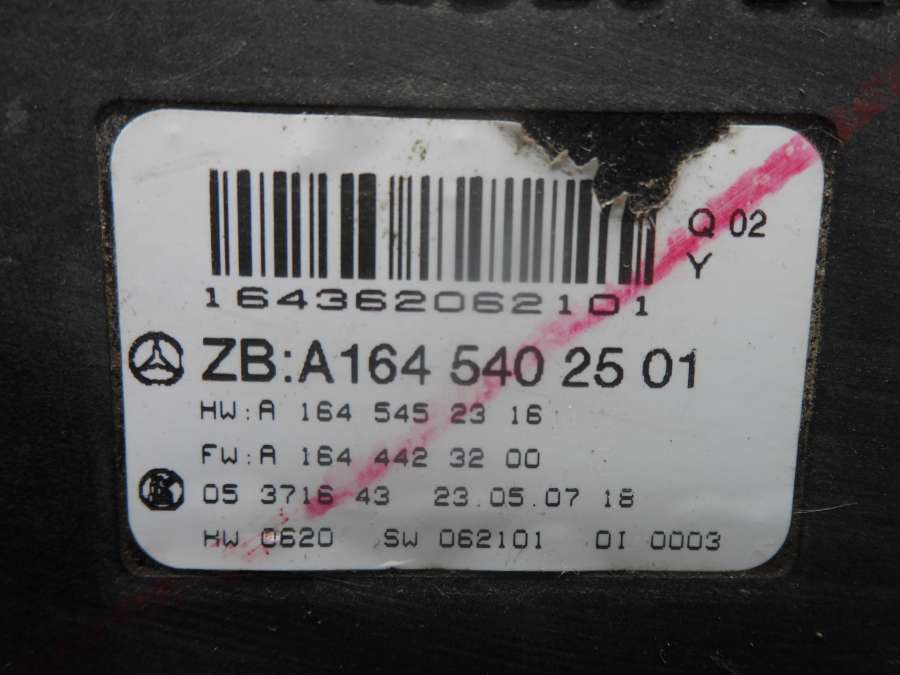 Q 02
Y
164362062101
ZB:A164 540 25 01
HW:A 164 545 23 16
FW:A 164 442 32 00
05 3716 43 23.05.07 18
HW 0620 SW 062101 DI 0003